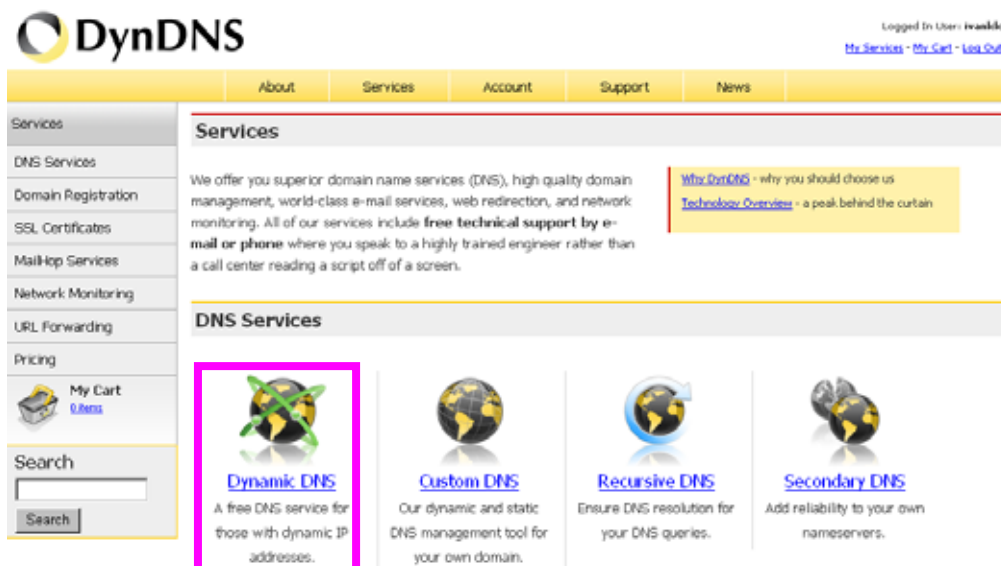 DynDNS
Logged In User:
My Services - My Cart - Log Out
About Services Account Support News
Services
DNS Services
Domain Registration
SSL Certificates
MailHop Services
Network Monitoring
URL Forwarding
Pricing
My Cart
0 items
Search
Search
Services
We offer you superior domain name services (DNS), high quality domain
management, world-class e-mail services, web redirection, and network
monitoring. All of our services include free technical support by e-
mail or phone where you speak to a highly trained engineer rather than
a call center reading a script off of a screen.
Why DynDNS - why you should choose us
Technology Overview - a peak behind the curtain
DNS Services
Dynamic DNS
A free DNS service for
those with dynamic IP
addresses.
Custom DNS
Our dynamic and static
DNS management tool for
your own domain.
Recursive DNS
Ensure DNS resolution for
your DNS queries.
Secondary DNS
Add reliability to your own
nameservers.